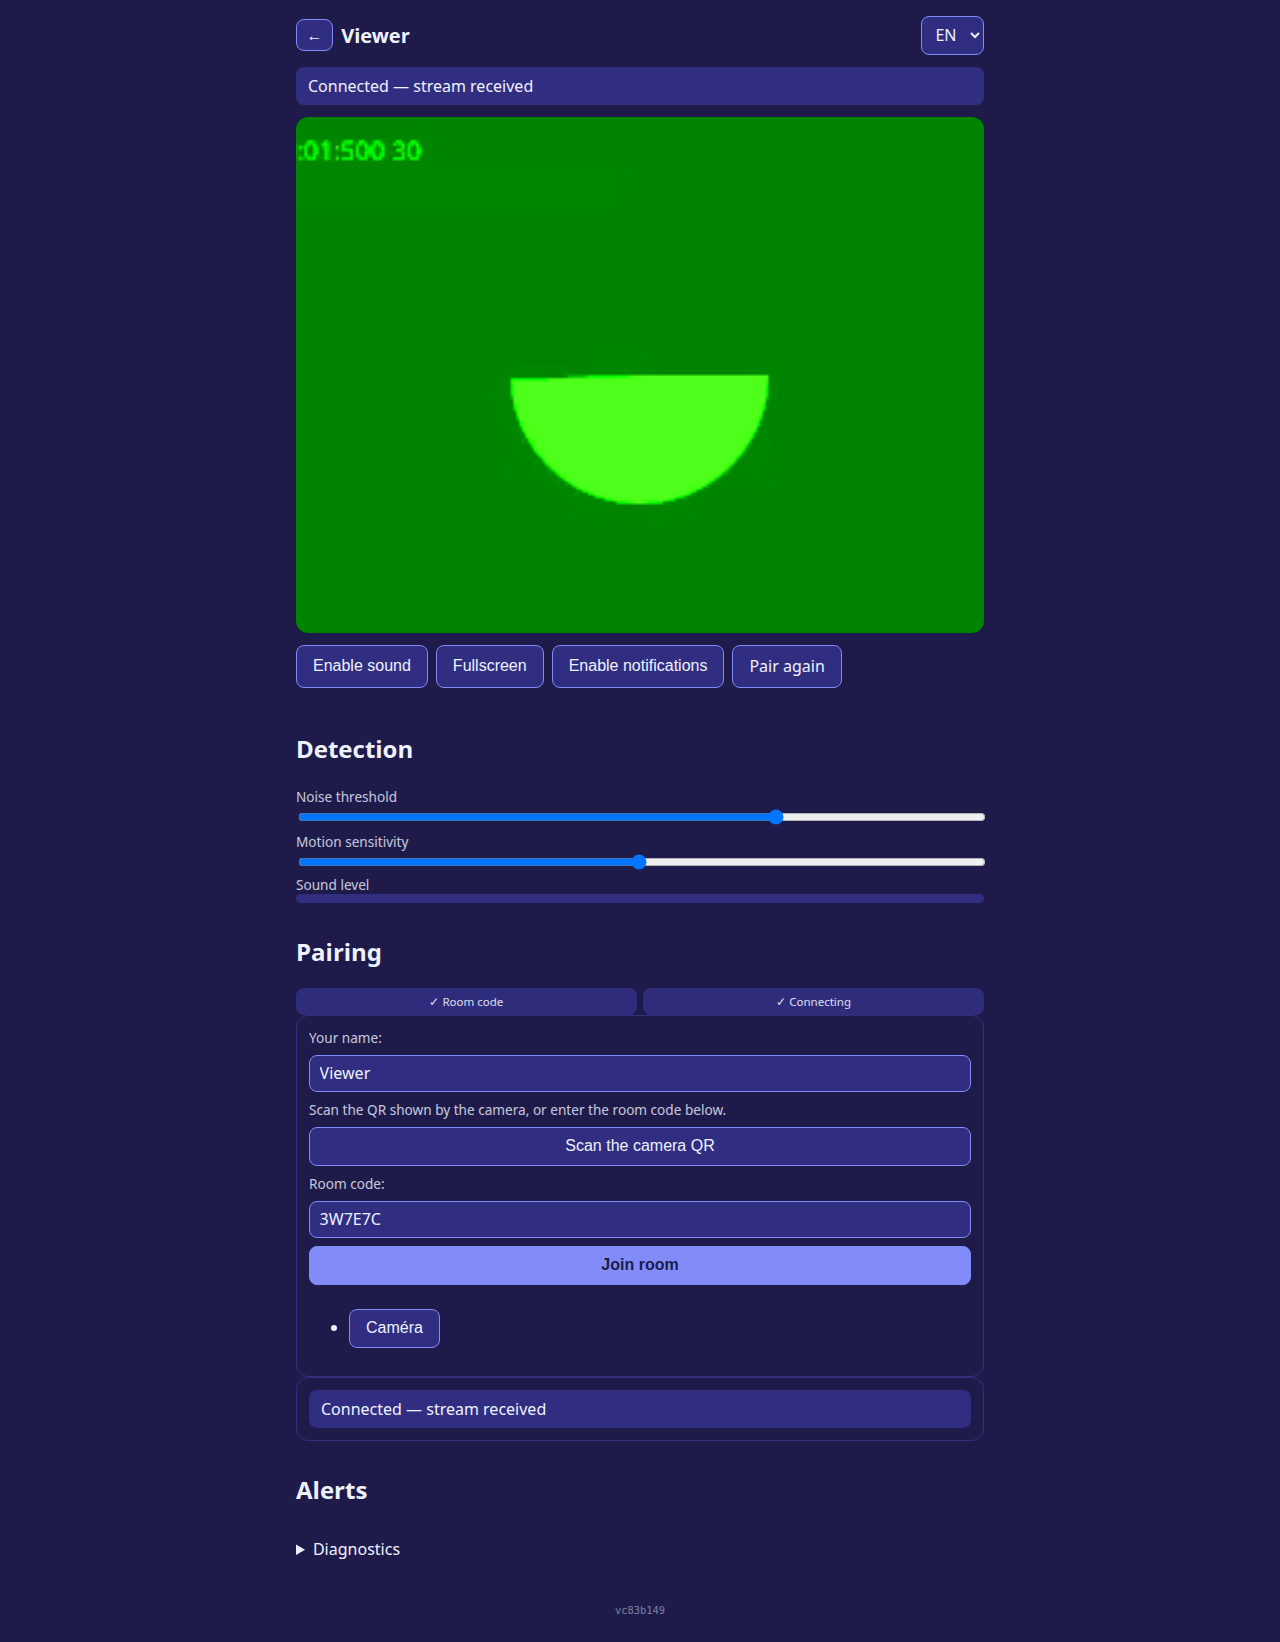 ← Viewer EN
Connected — stream received
:01:500 30
Enable sound Fullscreen Enable notifications Pair again
Detection
Noise threshold
Motion sensitivity
Sound level
Pairing
✓ Room code ✓ Connecting
Your name:
Viewer
Scan the QR shown by the camera, or enter the room code below.
Scan the camera QR
Room code:
3W7E7C
Join room
Caméra
Connected — stream received
Alerts
Diagnostics
vc83b149